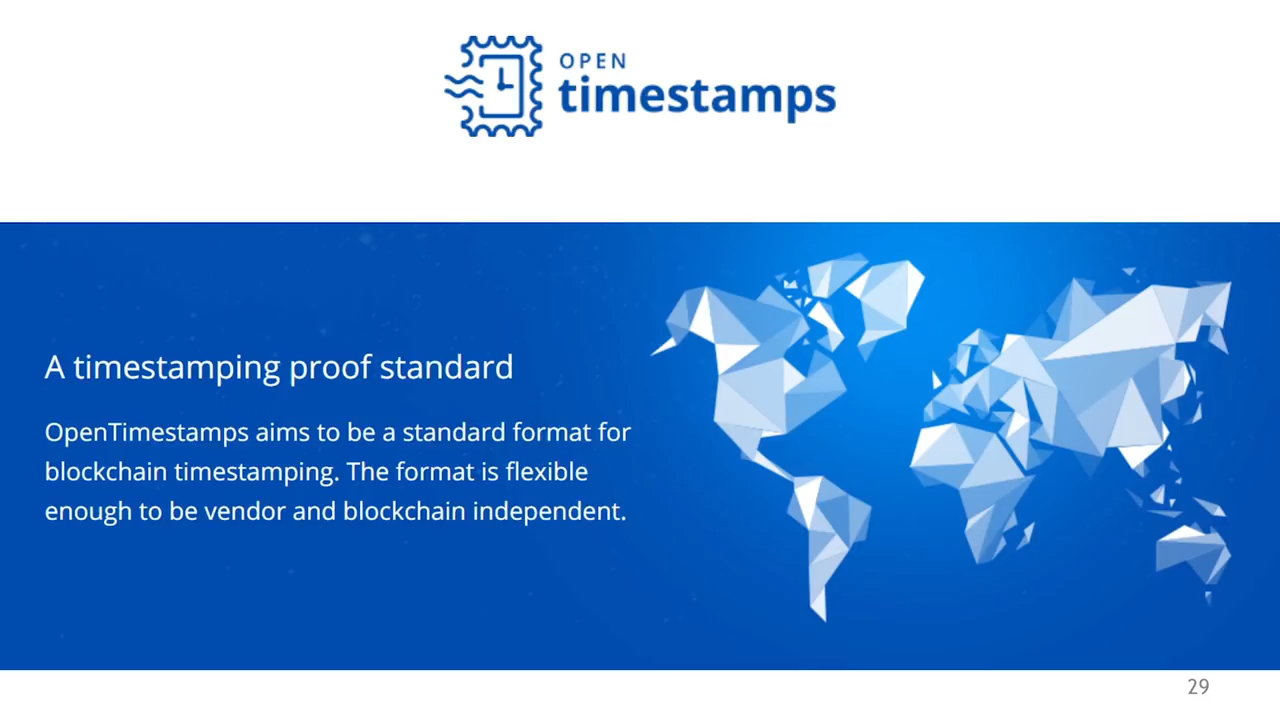 OPEN
timestamps
A timestamping proof standard
OpenTimestamps aims to be a standard format for
blockchain timestamping. The format is flexible
enough to be vendor and blockchain independent.
29